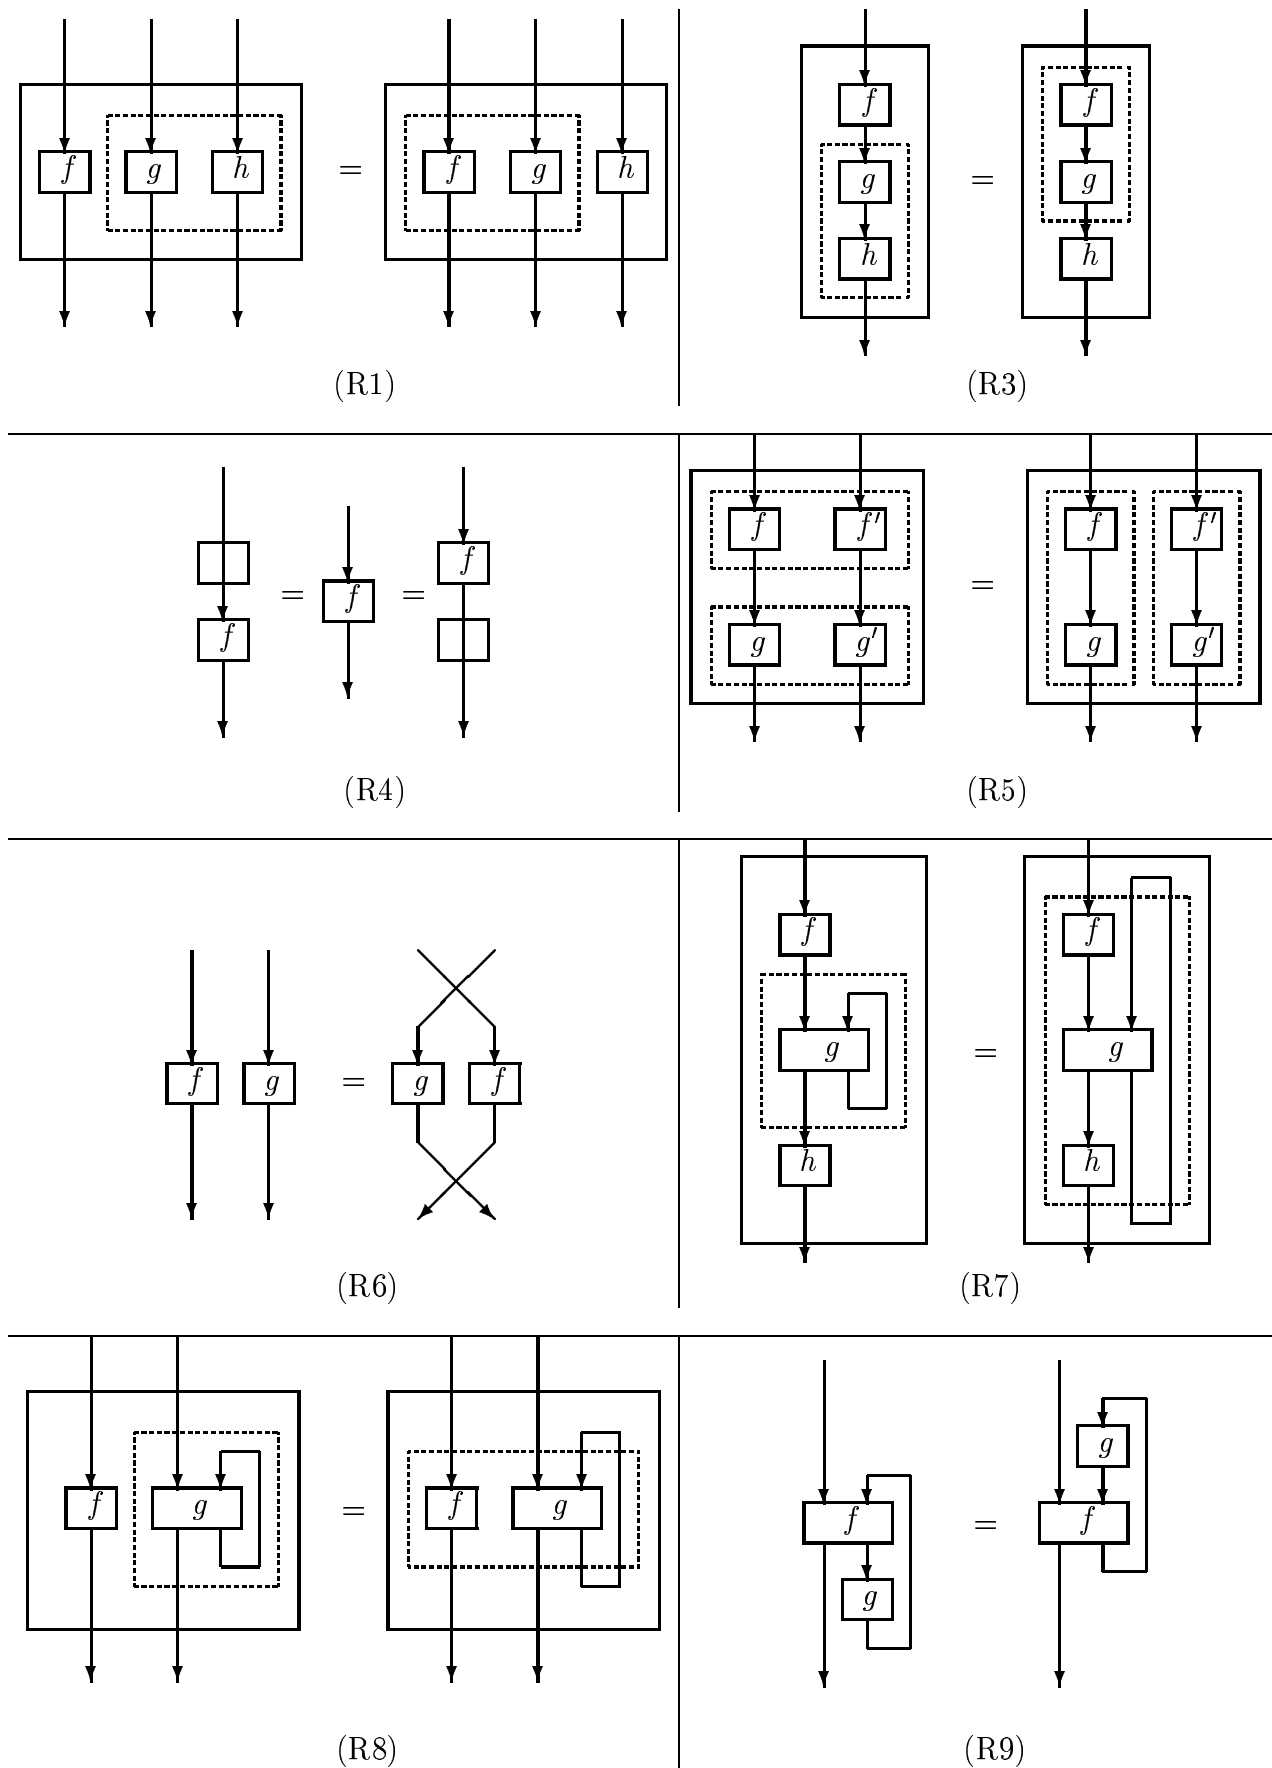 f g h = f g h
(R1)
f f
g = g
h h
(R3)
f = f = f
(R4)
f f′ f f′
=
g g′ g g′
(R5)
f g = g f
(R6)
f f
g = g
h h
(R7)
f g = f g
(R8)
g
f = f
g
(R9)